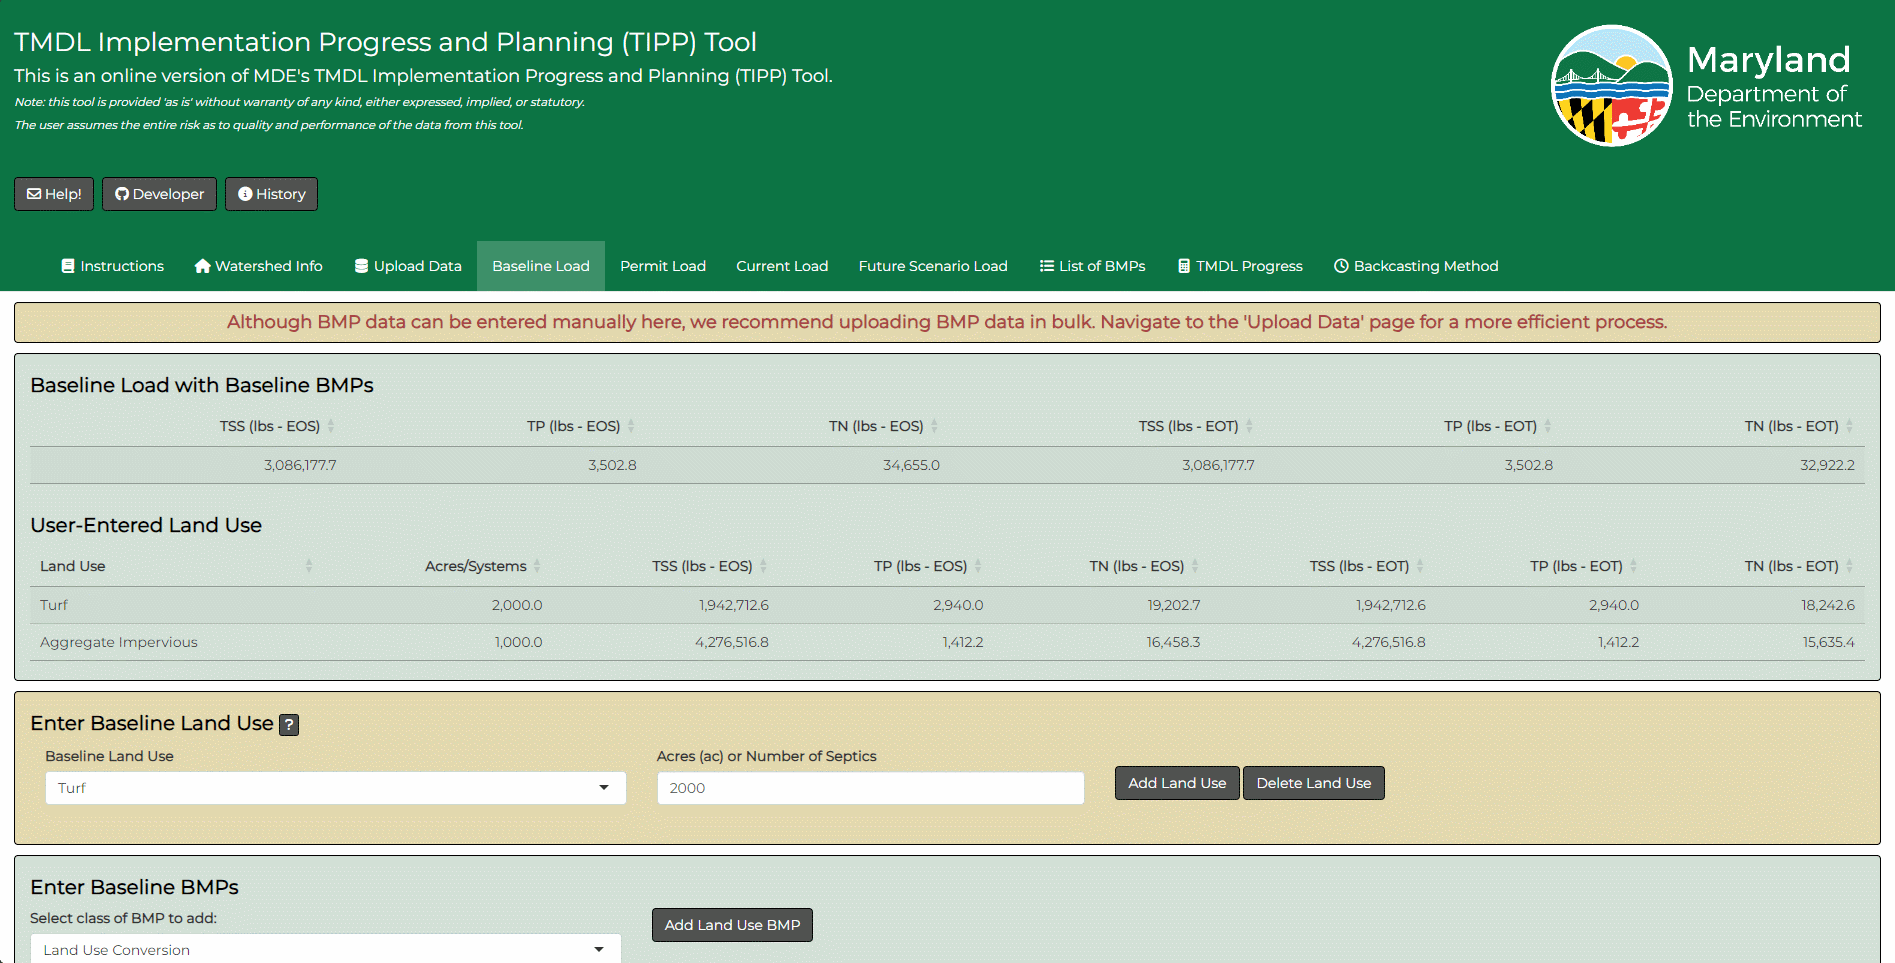 TMDL Implementation Progress and Planning (TIPP) Tool
This is an online version of MDE's TMDL Implementation Progress and Planning (TIPP) Tool.
Note: this tool is provided 'as is' without warranty of any kind, either expressed, implied, or statutory.
The user assumes the entire risk as to quality and performance of the data from this tool.
Maryland
Department of
the Environment
Help! Developer History
Instructions Watershed Info Upload Data Baseline Load Permit Load Current Load Future Scenario Load List of BMPs TMDL Progress Backcasting Method
Although BMP data can be entered manually here, we recommend uploading BMP data in bulk. Navigate to the 'Upload Data' page for a more efficient process.
Baseline Load with Baseline BMPs
TSS (lbs - EOS) TP (lbs - EOS) TN (lbs - EOS) TSS (lbs - EOT) TP (lbs - EOT) TN (lbs - EOT)
3,086,177.7 3,502.8 34,655.0 3,086,177.7 3,502.8 32,922.2
User-Entered Land Use
Land Use Acres/Systems TSS (lbs - EOS) TP (lbs - EOS) TN (lbs - EOS) TSS (lbs - EOT) TP (lbs - EOT) TN (lbs - EOT)
Turf 2,000.0 1,942,712.6 2,940.0 19,202.7 1,942,712.6 2,940.0 18,242.6
Aggregate Impervious 1,000.0 4,276,516.8 1,412.2 16,458.3 4,276,516.8 1,412.2 15,635.4
Enter Baseline Land Use ?
Baseline Land Use Acres (ac) or Number of Septics
Turf 2000 Add Land Use Delete Land Use
Enter Baseline BMPs
Select class of BMP to add: Add Land Use BMP
Land Use Conversion